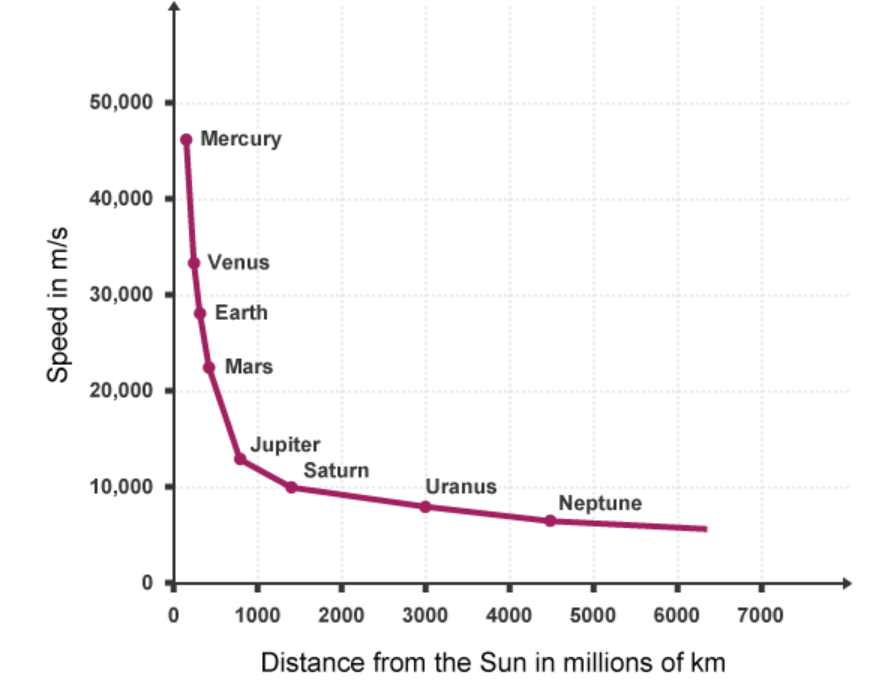 50,000
Mercury
40,000
Venus
30,000
Earth
Mars
20,000
Jupiter
Saturn
10,000
Uranus
Neptune
0
0 1000 2000 3000 4000 5000 6000 7000
Speed in m/s
Distance from the Sun in millions of km